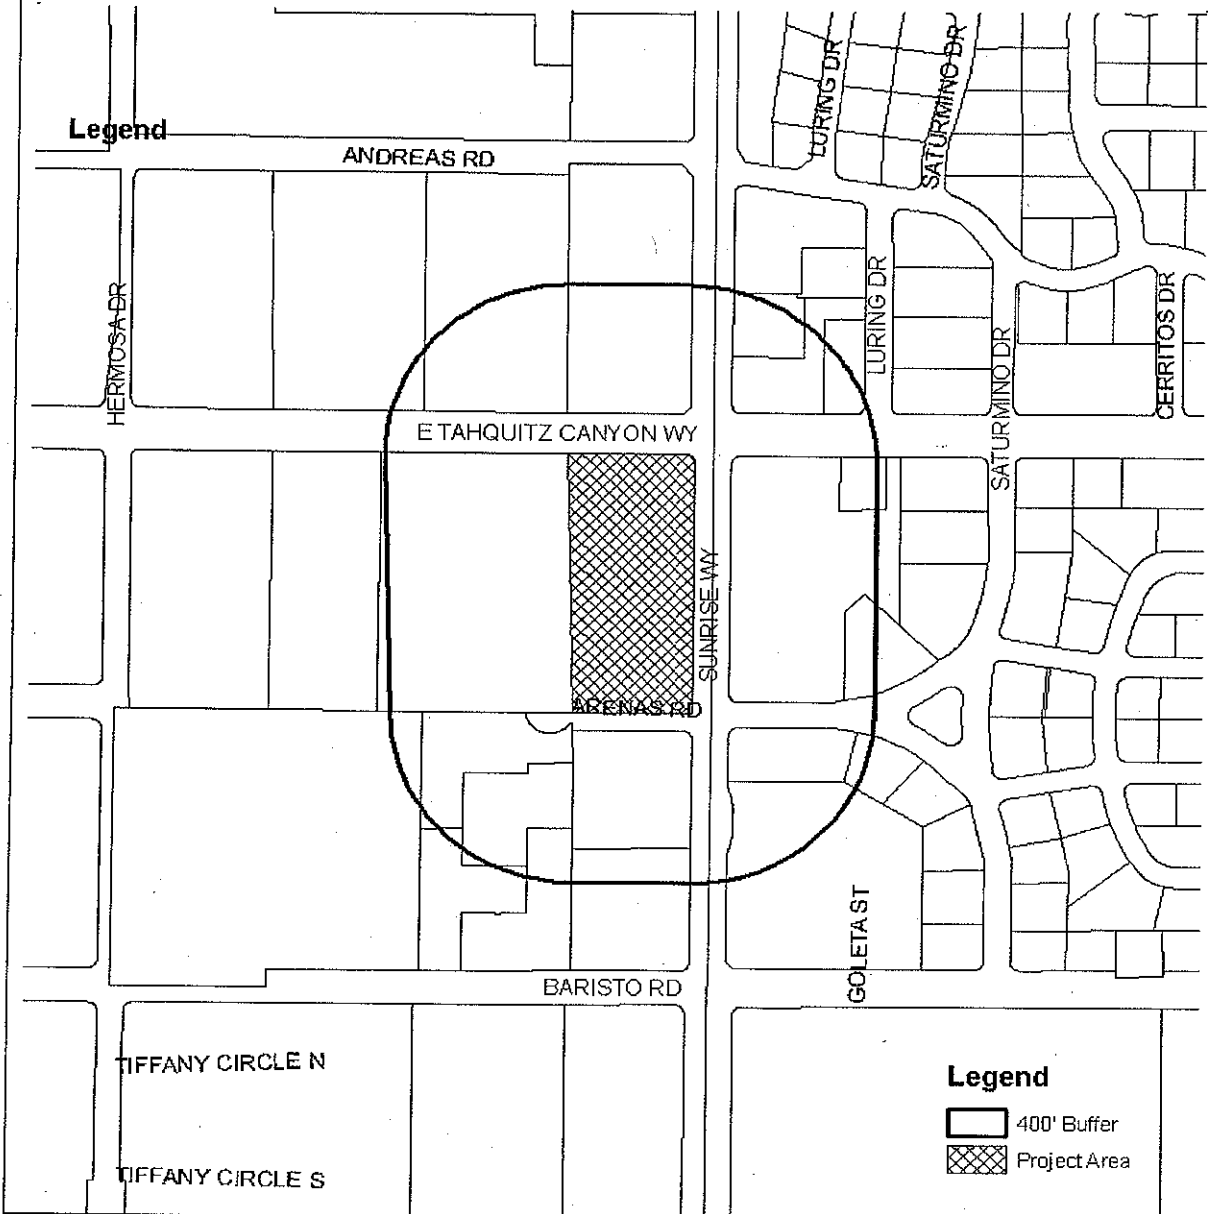 LURING DR
SATURMINO DR
Legend
ANDREAS RD
HERMOSA DR
LURING DR
CERRITOS DR
SATURMINO DR
E TAHQUITZ CANYON WY
SUNRISE WY
ARENAS RD
GOLETA ST
BARISTO RD
TIFFANY CIRCLE N
TIFFANY CIRCLE S
Legend
400' Buffer
Project Area